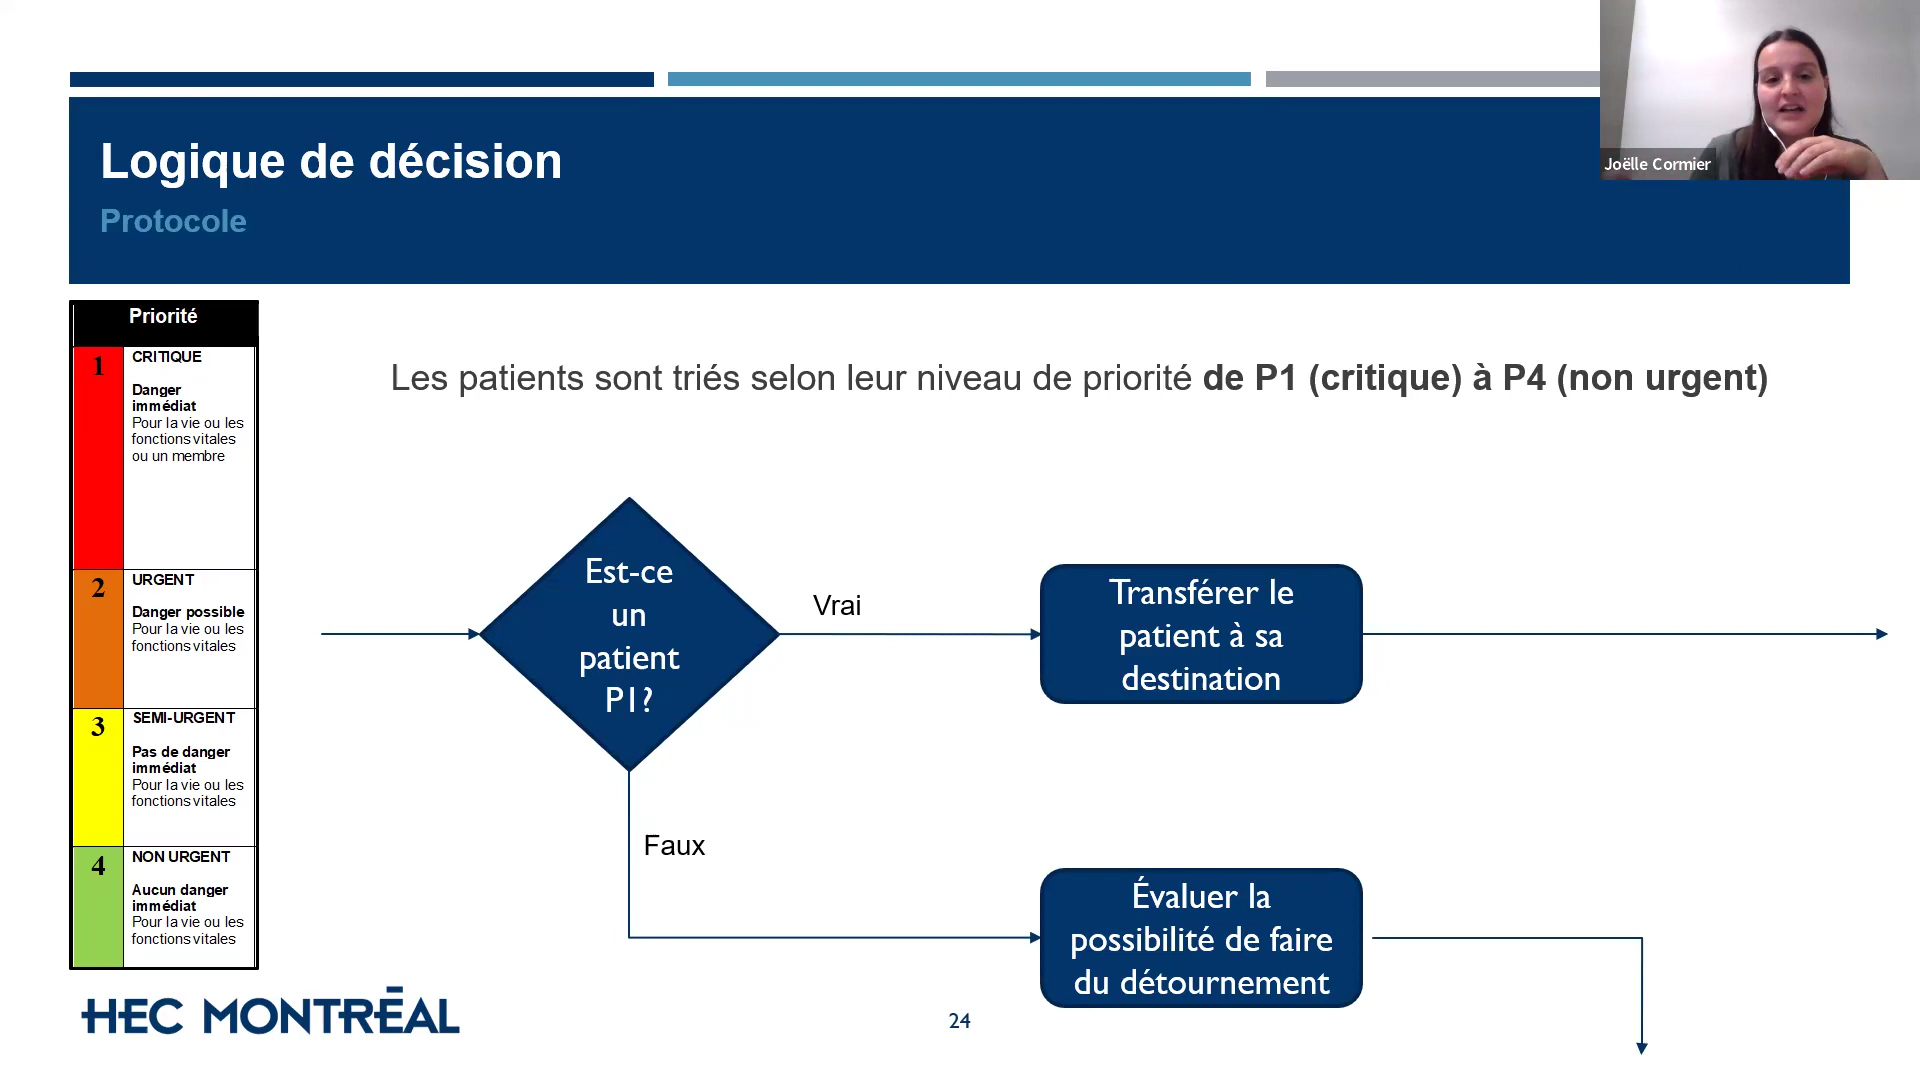 Joëlle Cormier
Logique de décision
Protocole
Priorité
1
CRITIQUE
Danger
immédiat
Pour la vie ou les
fonctions vitales
ou un membre
2
URGENT
Danger possible
Pour la vie ou les
fonctions vitales
3
SEMI-URGENT
Pas de danger
immédiat
Pour la vie ou les
fonctions vitales
4
NON URGENT
Aucun danger
immédiat
Pour la vie ou les
fonctions vitales
Les patients sont triés selon leur niveau de priorité de P1 (critique) à P4 (non urgent)
Est-ce
un
patient
P1?
Vrai
Transférer le
patient à sa
destination
Faux
Évaluer la
possibilité de faire
du détournement
HEC MONTRÉAL
24